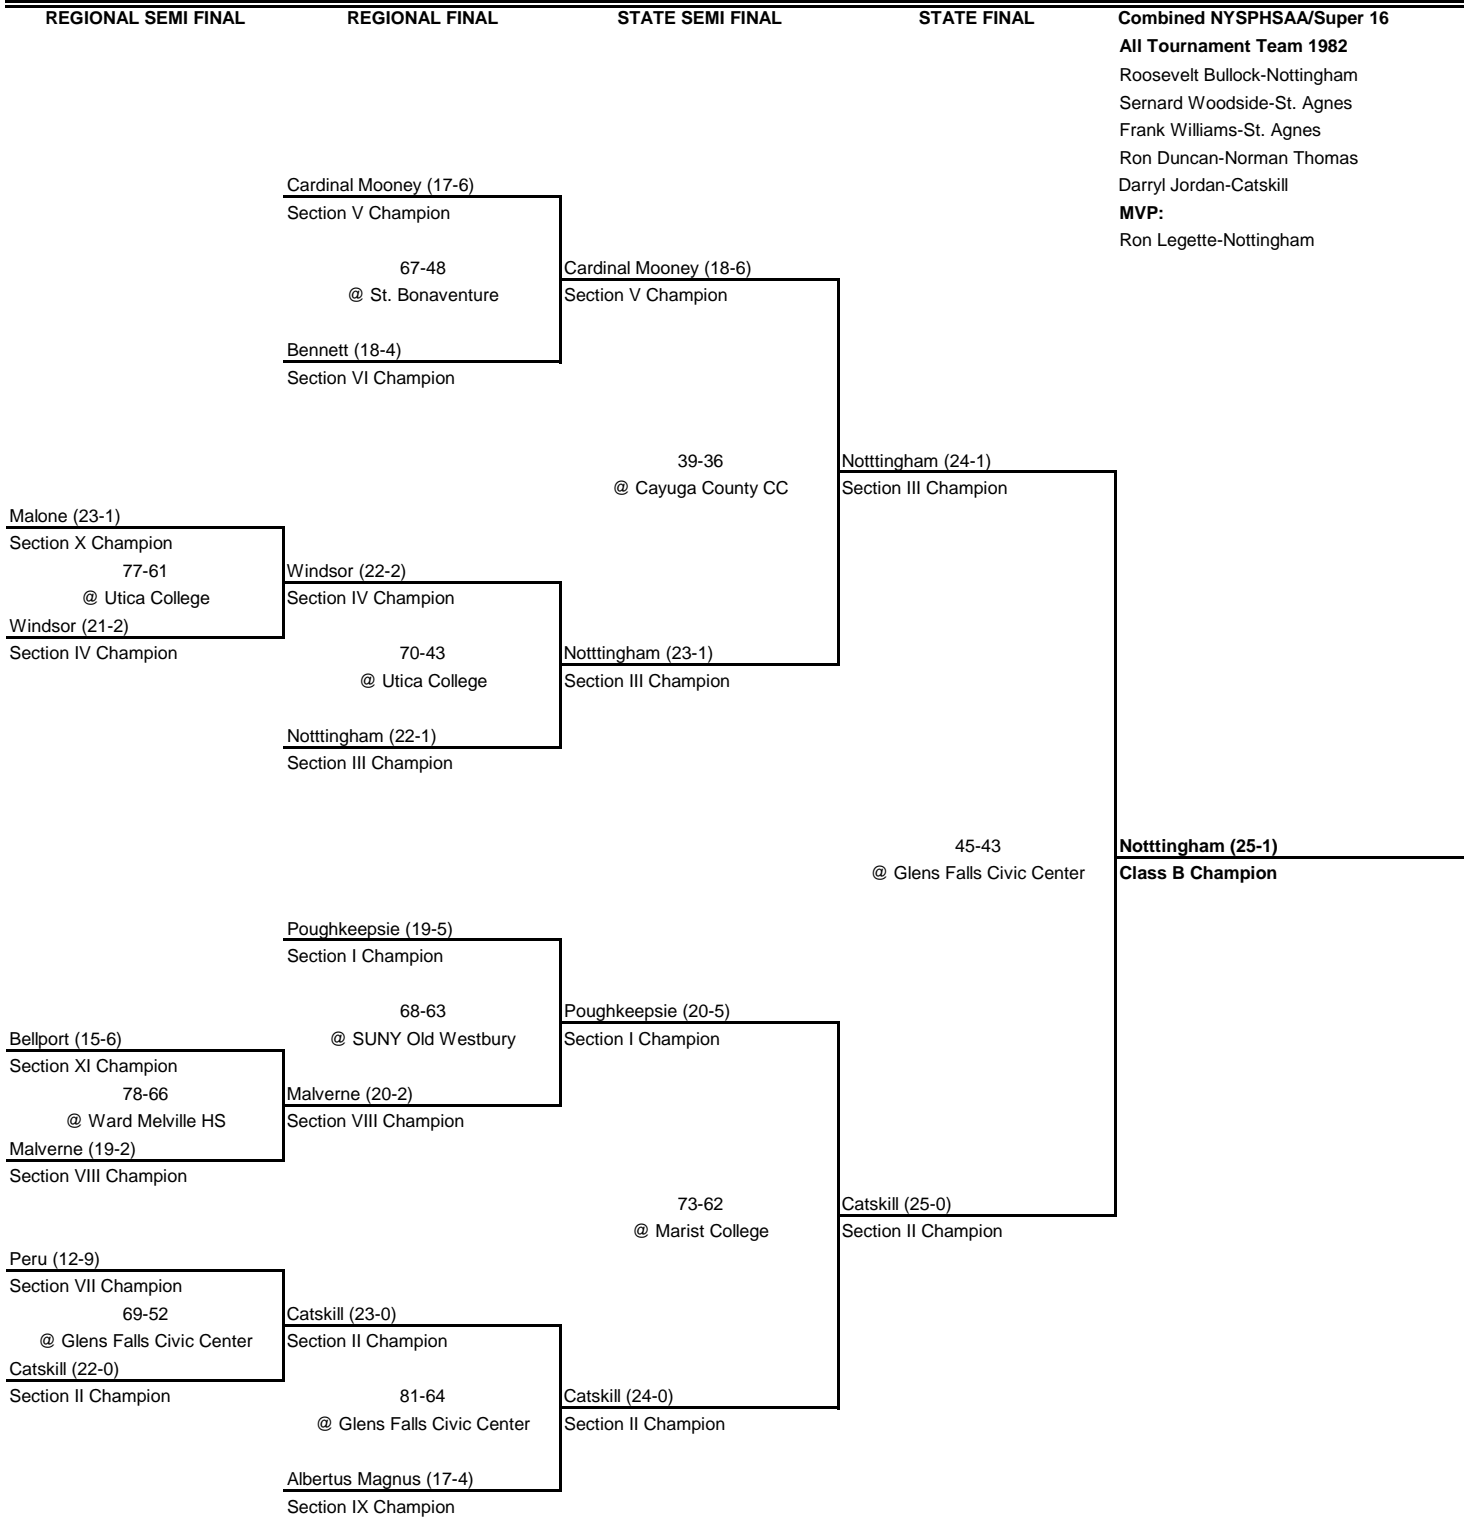 REGIONAL SEMI FINAL
REGIONAL FINAL
STATE SEMI FINAL
STATE FINAL
Combined NYSPHSAA/Super 16
All Tournament Team 1982
Roosevelt Bullock-Nottingham
Sernard Woodside-St. Agnes
Frank Williams-St. Agnes
Ron Duncan-Norman Thomas
Darryl Jordan-Catskill
MVP:
Ron Legette-Nottingham
Cardinal Mooney (17-6)
Section V Champion
67-48
@ St. Bonaventure
Cardinal Mooney (18-6)
Section V Champion
Bennett (18-4)
Section VI Champion
39-36
@ Cayuga County CC
Notttingham (24-1)
Section III Champion
Malone (23-1)
Section X Champion
77-61
@ Utica College
Windsor (21-2)
Section IV Champion
Windsor (22-2)
Section IV Champion
70-43
@ Utica College
Notttingham (23-1)
Section III Champion
Notttingham (22-1)
Section III Champion
45-43
@ Glens Falls Civic Center
Notttingham (25-1)
Class B Champion
Poughkeepsie (19-5)
Section I Champion
68-63
@ SUNY Old Westbury
Poughkeepsie (20-5)
Section I Champion
Bellport (15-6)
Section XI Champion
78-66
@ Ward Melville HS
Malverne (19-2)
Section VIII Champion
Malverne (20-2)
Section VIII Champion
73-62
@ Marist College
Catskill (25-0)
Section II Champion
Peru (12-9)
Section VII Champion
69-52
@ Glens Falls Civic Center
Catskill (22-0)
Section II Champion
Catskill (23-0)
Section II Champion
81-64
@ Glens Falls Civic Center
Catskill (24-0)
Section II Champion
Albertus Magnus (17-4)
Section IX Champion